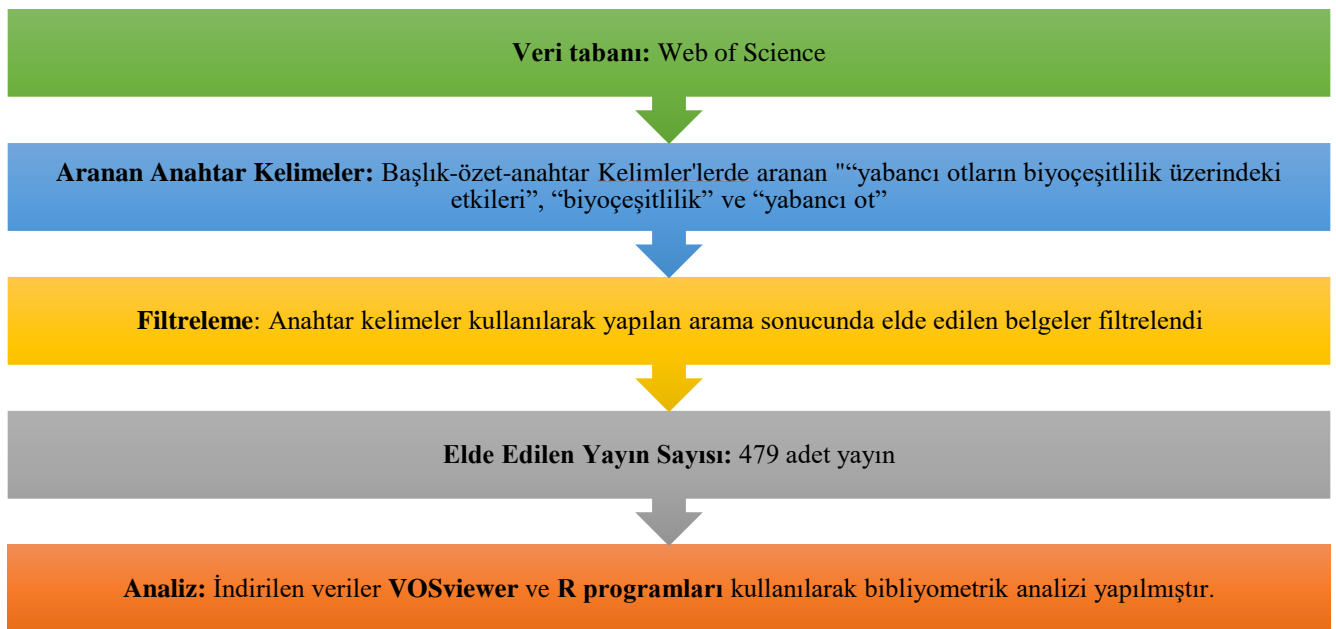 Veri tabanı: Web of Science
Aranan Anahtar Kelimeler: Başlık-özet-anahtar Kelimler'lerde aranan "“yabancı otların biyoçeşitlilik üzerindeki
etkileri”, “biyoçeşitlilik” ve “yabancı ot”
Filtreleme: Anahtar kelimeler kullanılarak yapılan arama sonucunda elde edilen belgeler filtrelendi
Elde Edilen Yayın Sayısı: 479 adet yayın
Analiz: İndirilen veriler VOSviewer ve R programları kullanılarak bibliyometrik analizi yapılmıştır.